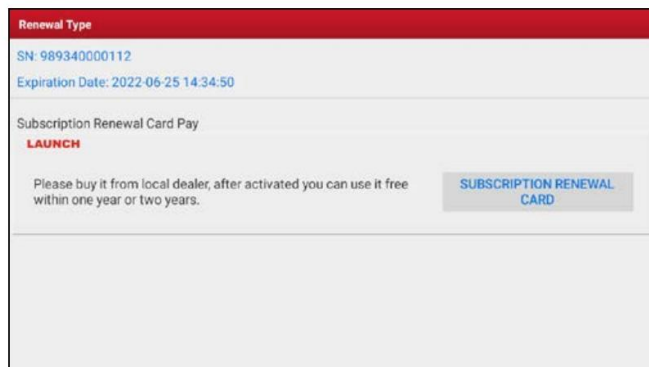 Renewal Type
SN: 989340000112
Expiration Date: 2022-06-25 14:34:50
Subscription Renewal Card Pay
LAUNCH
Please buy it from local dealer, after activated you can use it free
within one year or two years.
SUBSCRIPTION RENEWAL
CARD